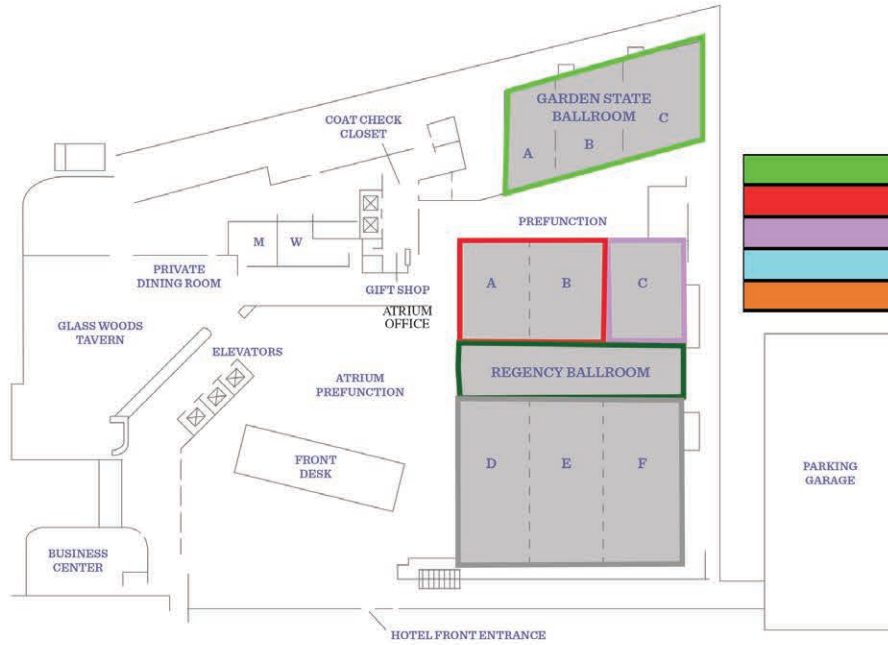 GARDEN STATE
BALLROOM
A
B
C
COAT CHECK
CLOSET
PREFUNCTION
M
W
PRIVATE
DINING ROOM
GIFT SHOP
ATRIUM
OFFICE
A
B
C
GLASS WOODS
TAVERN
ELEVATORS
ATRIUM
PREFUNCTION
REGENCY BALLROOM
FRONT
DESK
D
E
F
PARKING
GARAGE
BUSINESS
CENTER
HOTEL FRONT ENTRANCE